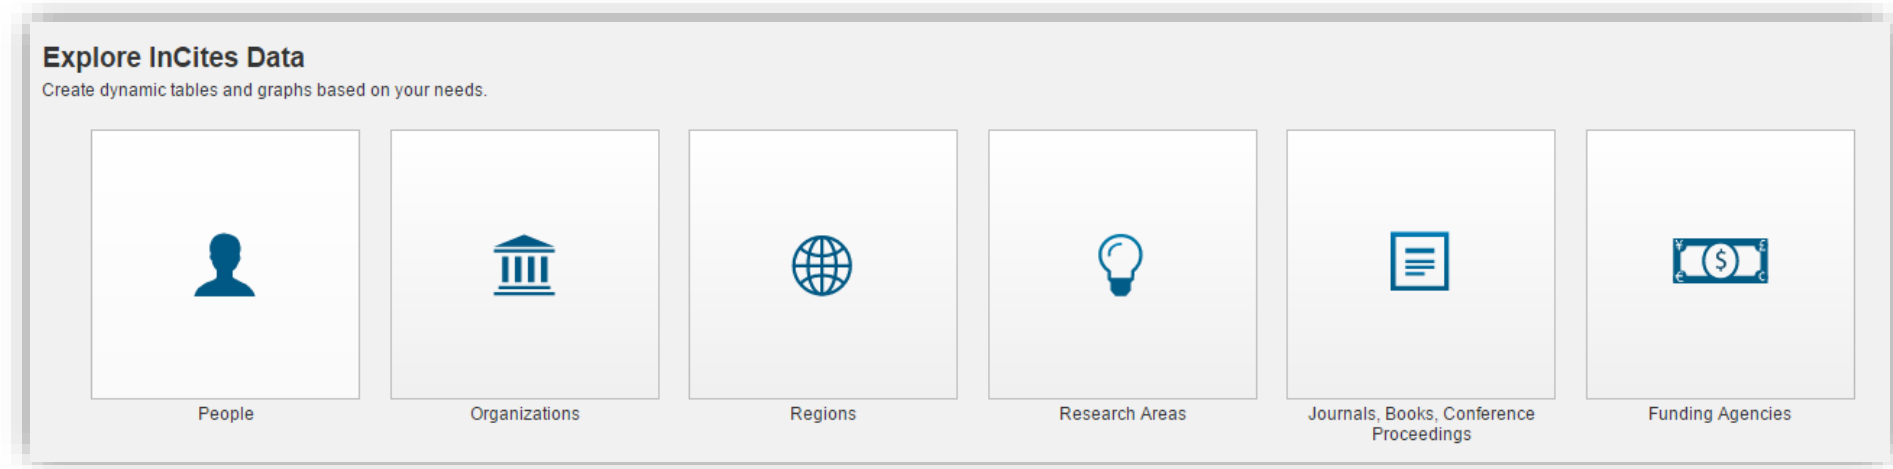 Explore InCites Data
Create dynamic tables and graphs based on your needs.
¥ £
$
€ ¢
People
Organizations
Regions
Research Areas
Journals, Books, Conference
Proceedings
Funding Agencies